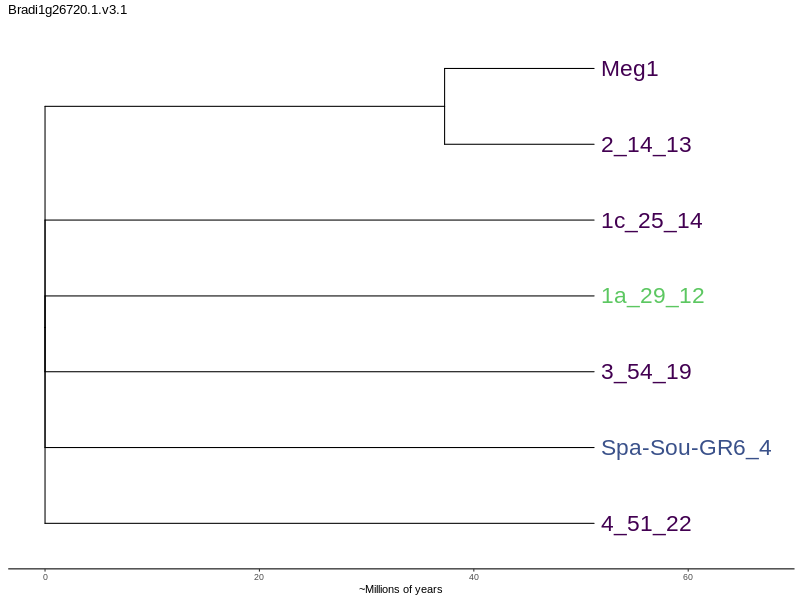 Bradi1g26720.1.v3.1
Meg1
2_14_13
1c_25_14
1a_29_12
3_54_19
Spa-Sou-GR6_4
4_51_22
0 20 40 60
~Millions of years